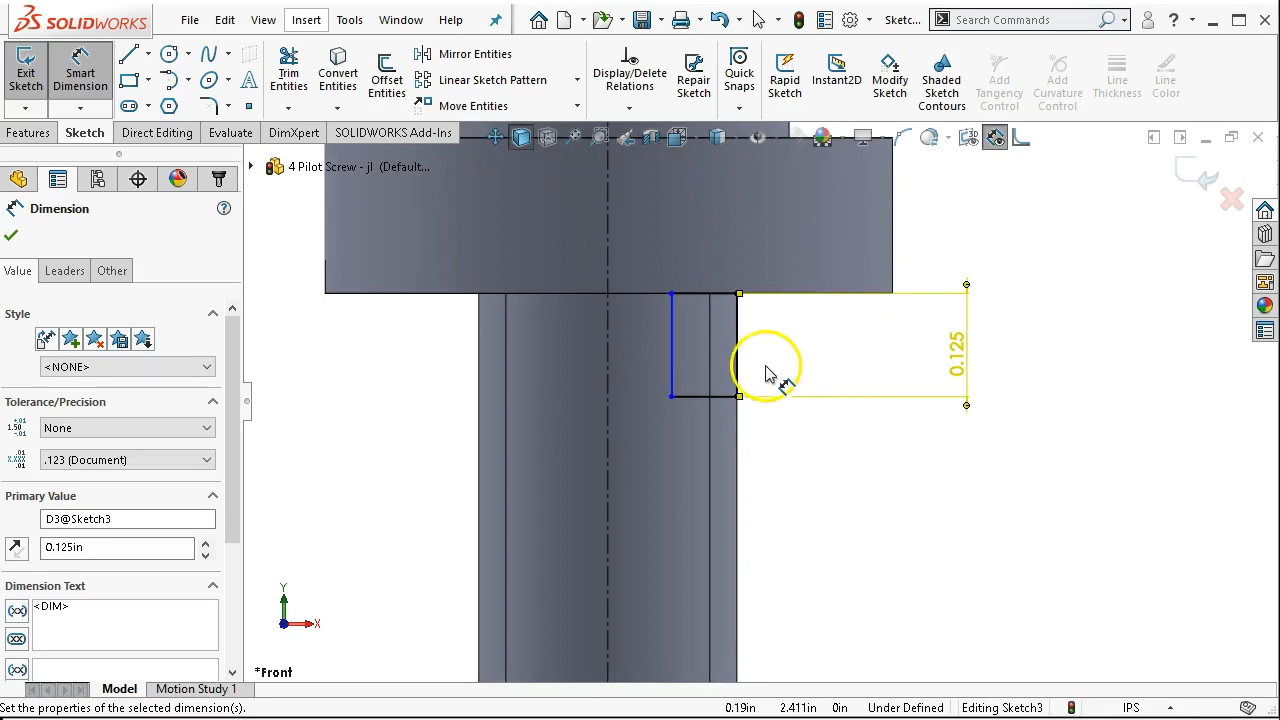 SOLIDWORKS
File Edit View Insert Tools Window Help
Sketc...
Search Commands
Exit Sketch
Smart Dimension
Trim Entities
Convert Entities
Offset Entities
Mirror Entities
Linear Sketch Pattern
Move Entities
Display/Delete Relations
Repair Sketch
Quick Snaps
Rapid Sketch
Instant2D
Modify Sketch
Shaded Sketch Contours
Add Tangency Control
Add Curvature Control
Line Thickness
Line Color
Features Sketch Direct Editing Evaluate DimXpert SOLIDWORKS Add-Ins
4 Pilot Screw - jl (Default...
Dimension
Value Leaders Other
Style
<NONE>
Tolerance/Precision
None
.123 (Document)
Primary Value
D3@Sketch3
0.125in
Dimension Text
<DIM>
0.125
Y
X
*Front
Model Motion Study 1
Set the properties of the selected dimension(s).
0.19in 2.411in 0in Under Defined Editing Sketch3 IPS